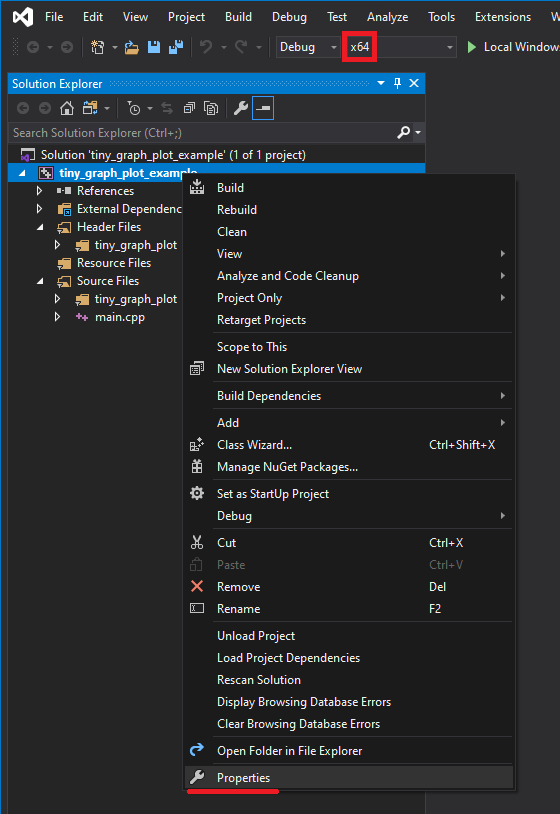 File Edit View Project Build Debug Test Analyze Tools Extensions
Debug x64 Local Window
Solution Explorer
Search Solution Explorer (Ctrl+;)
Solution 'tiny_graph_plot_example' (1 of 1 project)
tiny_graph_plot_example
References
External Dependenc
Header Files
tiny_graph_plot
Resource Files
Source Files
tiny_graph_plot
main.cpp
Build
Rebuild
Clean
View
Analyze and Code Cleanup
Project Only
Retarget Projects
Scope to This
New Solution Explorer View
Build Dependencies
Add
Class Wizard... Ctrl+Shift+X
Manage NuGet Packages...
Set as StartUp Project
Debug
Cut Ctrl+X
Paste Ctrl+V
Remove Del
Rename F2
Unload Project
Load Project Dependencies
Rescan Solution
Display Browsing Database Errors
Clear Browsing Database Errors
Open Folder in File Explorer
Properties